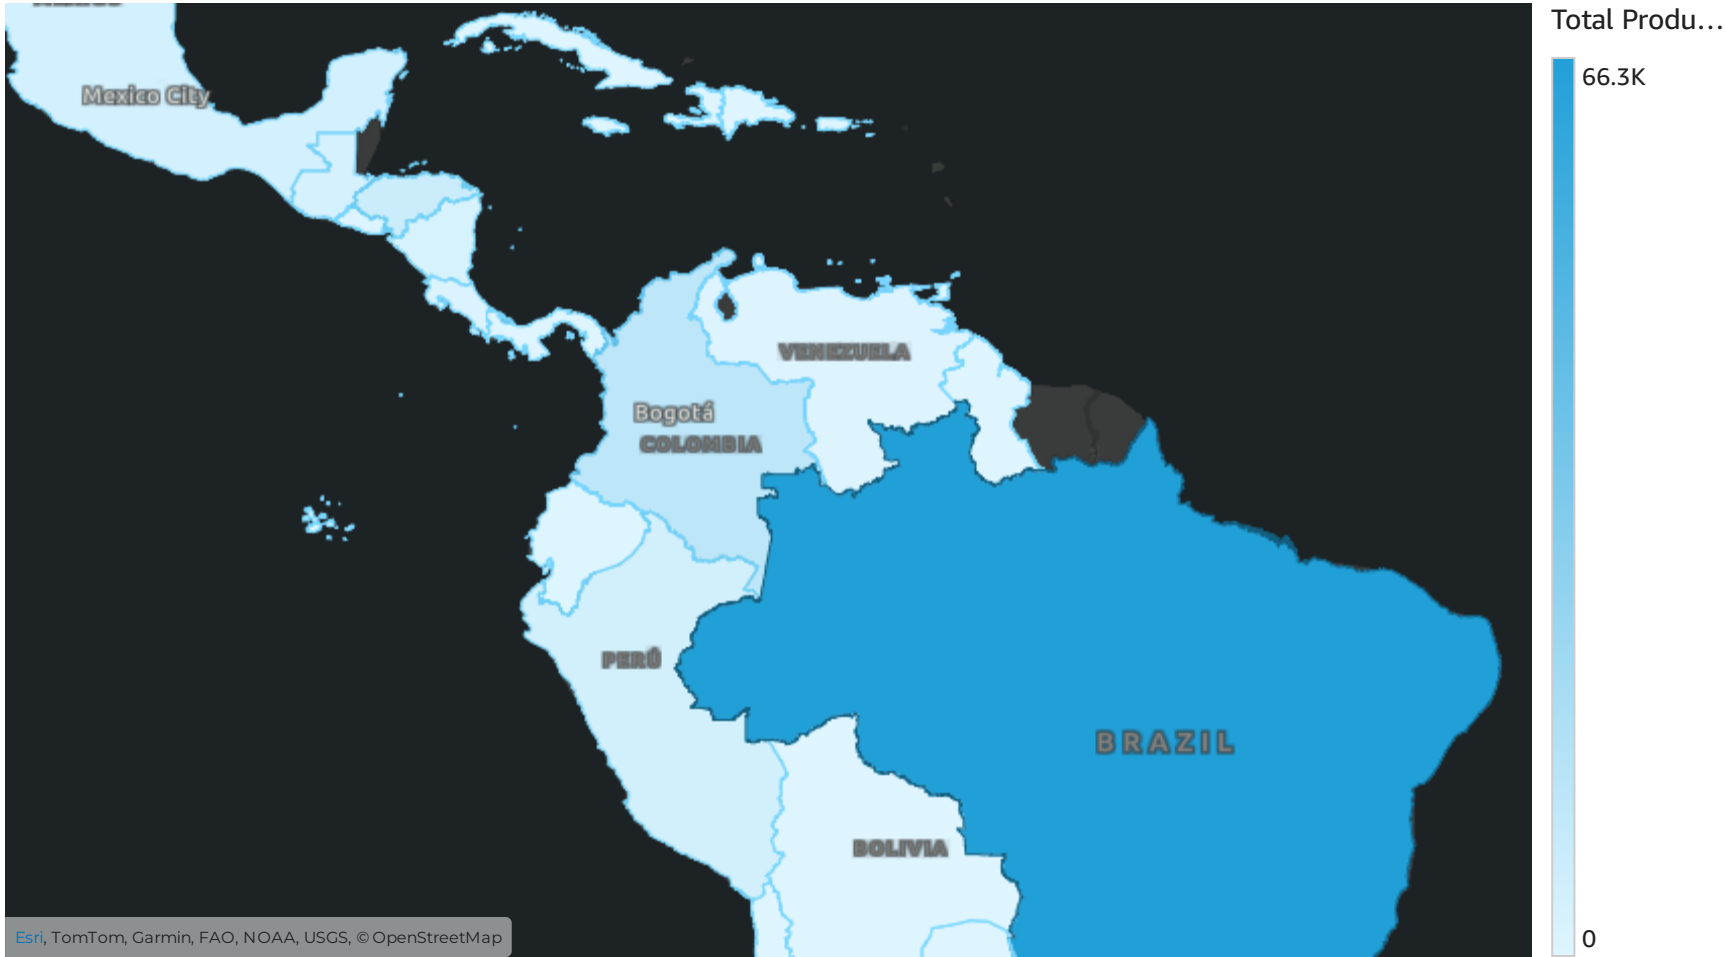 Total Produ...
66.3K
Mexico City
VENEZUELA
Bogotá
COLOMBIA
PERÚ
BRAZIL
BOLIVIA
Esri, TomTom, Garmin, FAO, NOAA, USGS, © OpenStreetMap
0